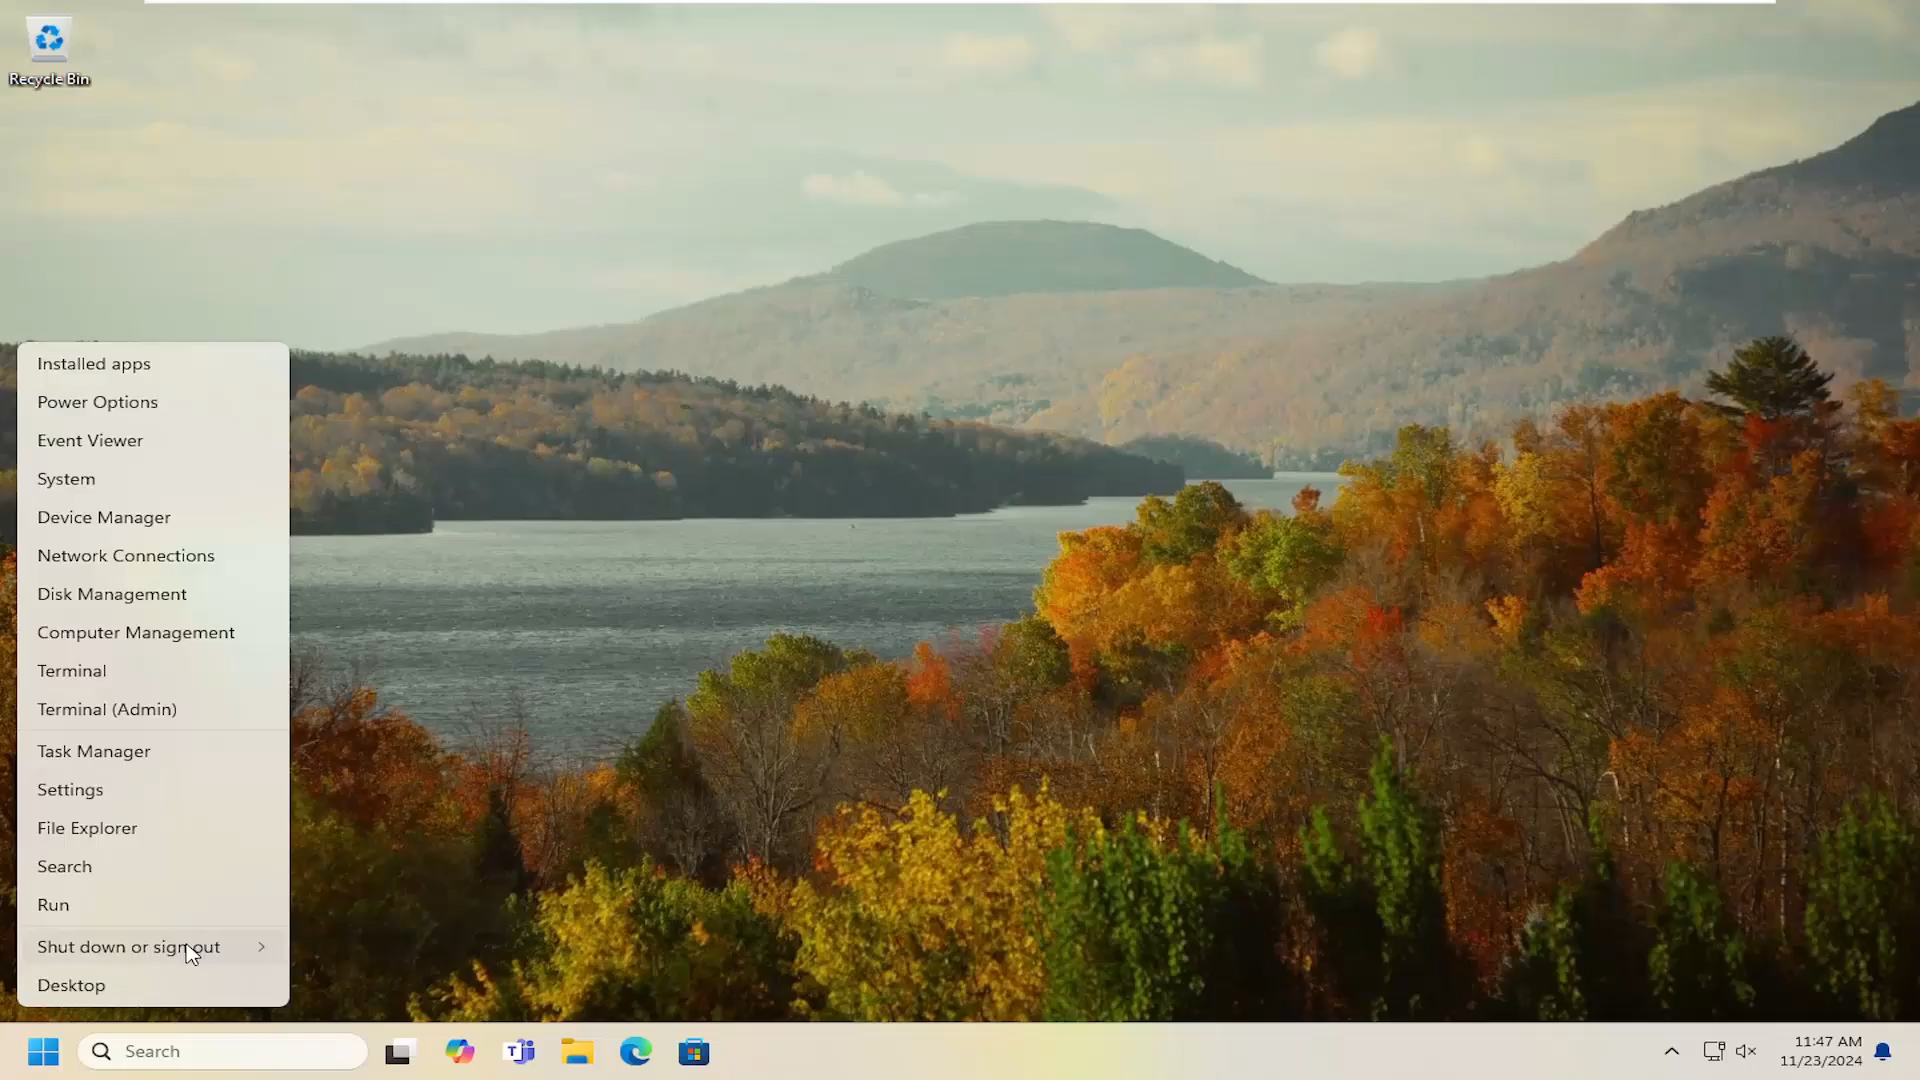 Recycle Bin
Installed apps
Power Options
Event Viewer
System
Device Manager
Network Connections
Disk Management
Computer Management
Terminal
Terminal (Admin)
Task Manager
Settings
File Explorer
Search
Run
Shut down or sign out
Desktop
Search
11:47 AM
11/23/2024